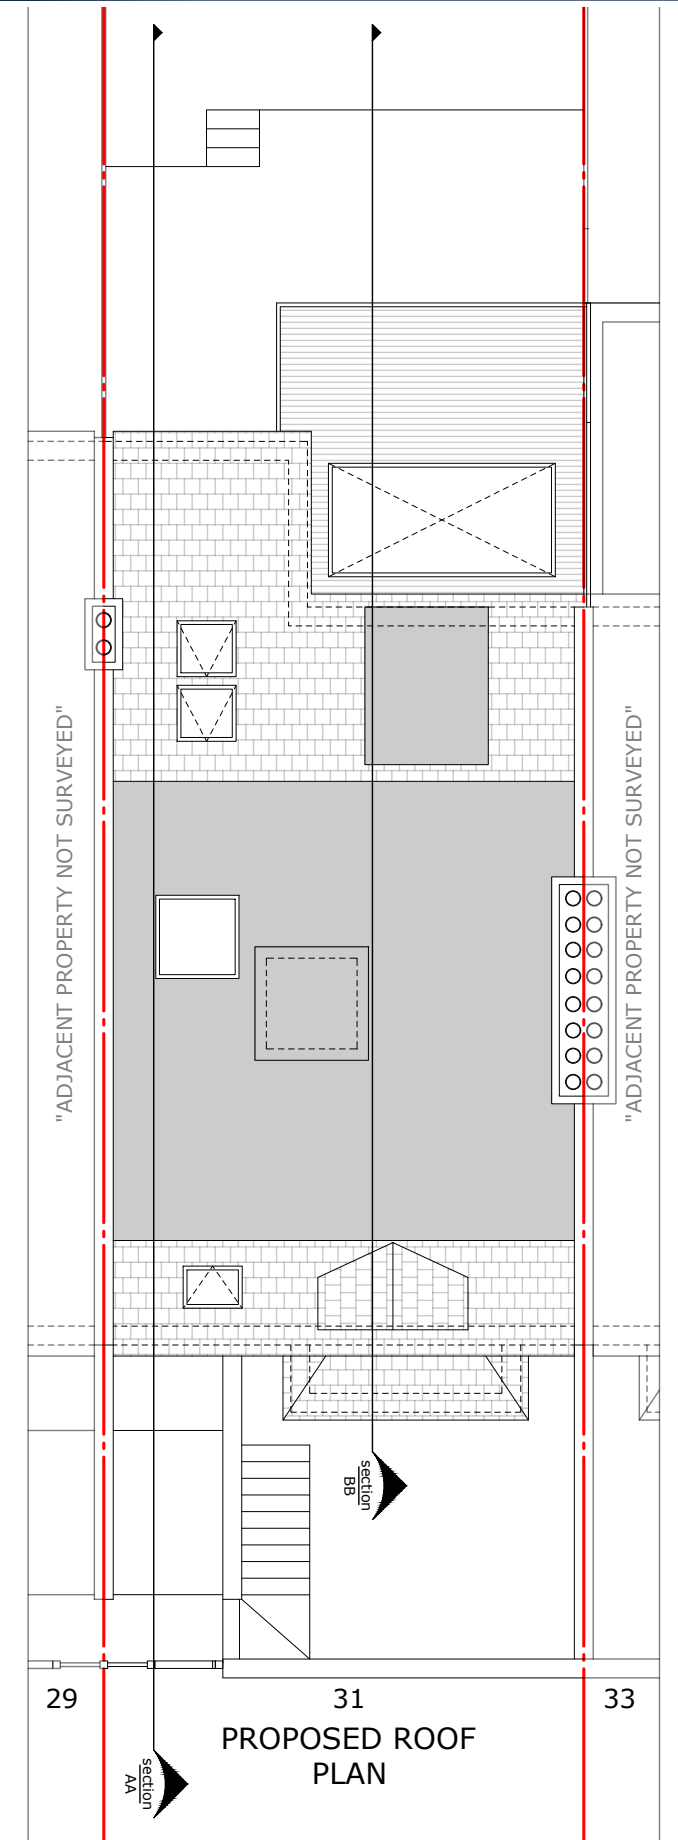 "ADJACENT PROPERTY NOT SURVEYED"
"ADJACENT PROPERTY NOT SURVEYED"
section
BB
29
31
33
PROPOSED ROOF
PLAN
section
AA